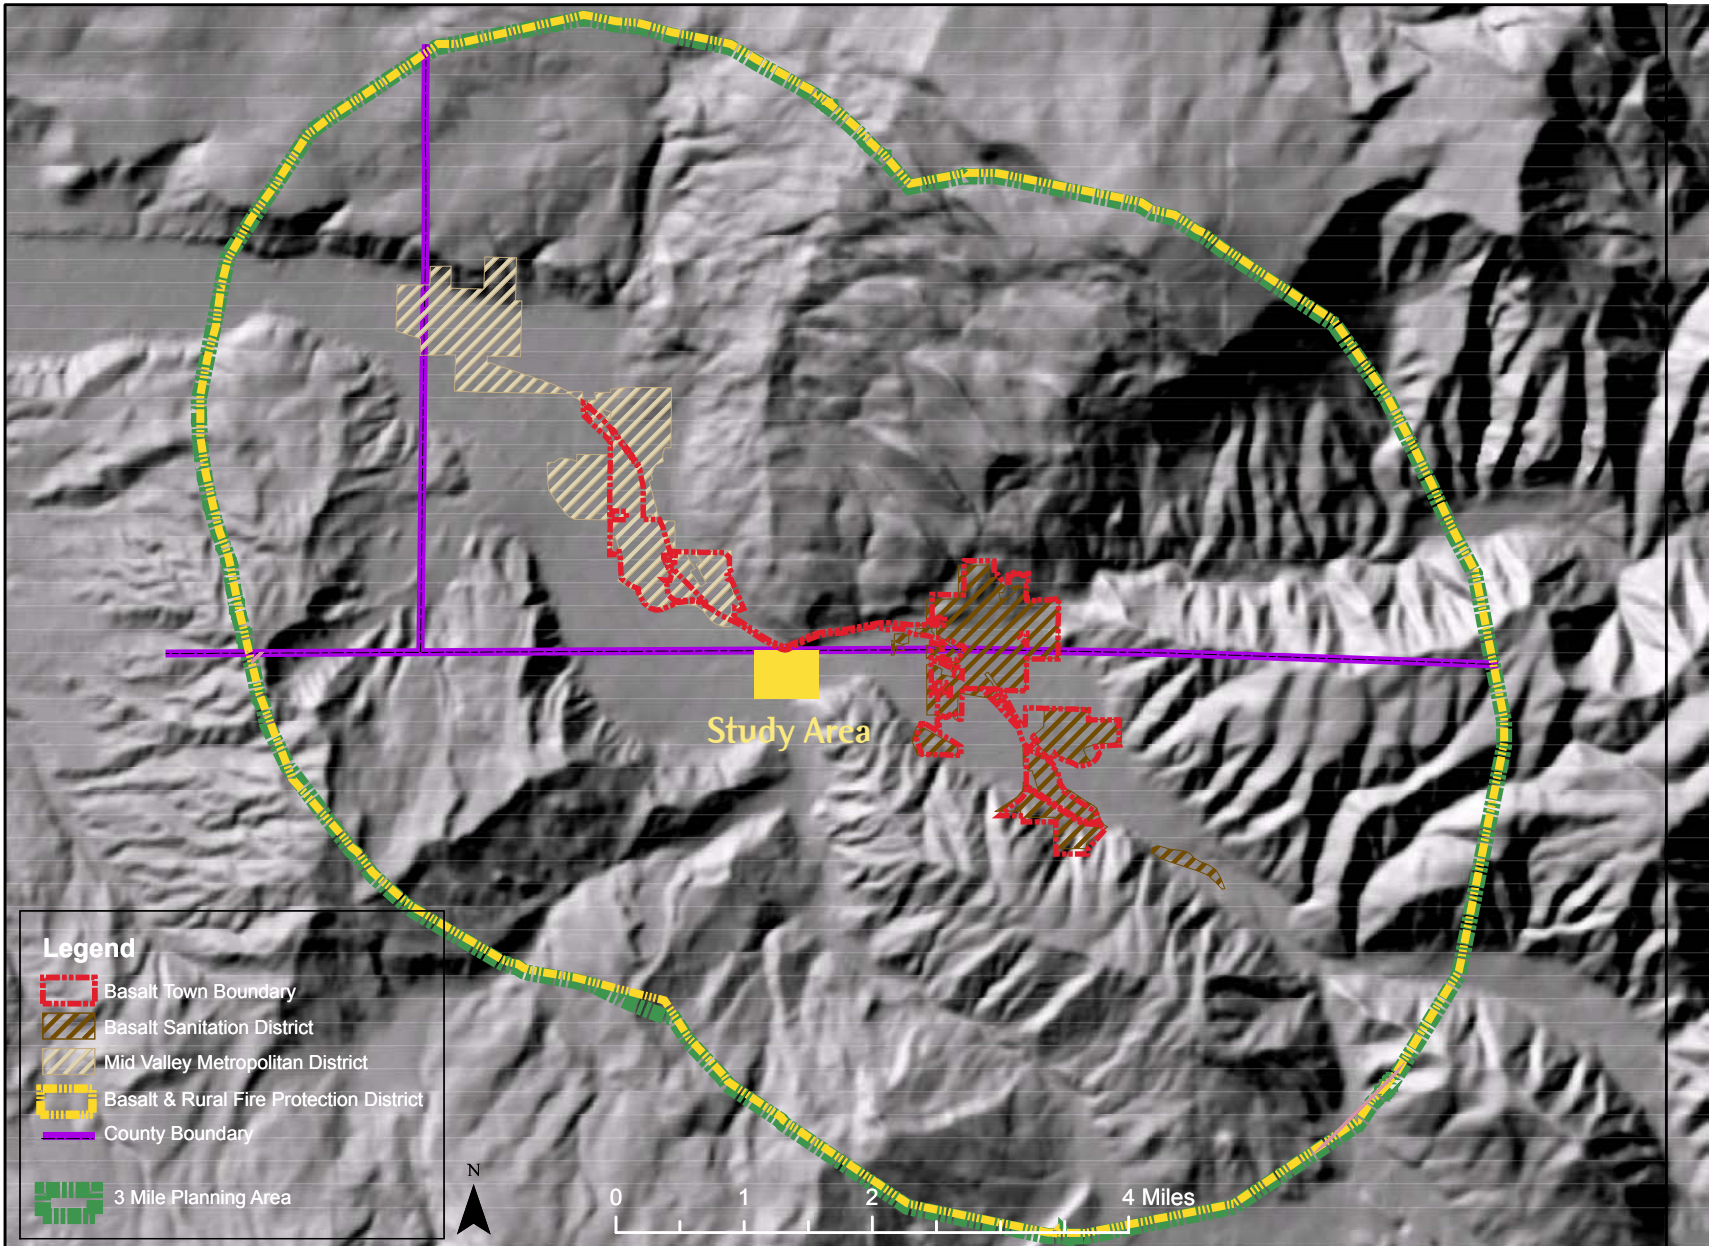 Study Area
Legend
Basalt Town Boundary
Basalt Sanitation District
Mid Valley Metropolitan District
Basalt & Rural Fire Protection District
County Boundary
3 Mile Planning Area
N
0 1 2 4 Miles